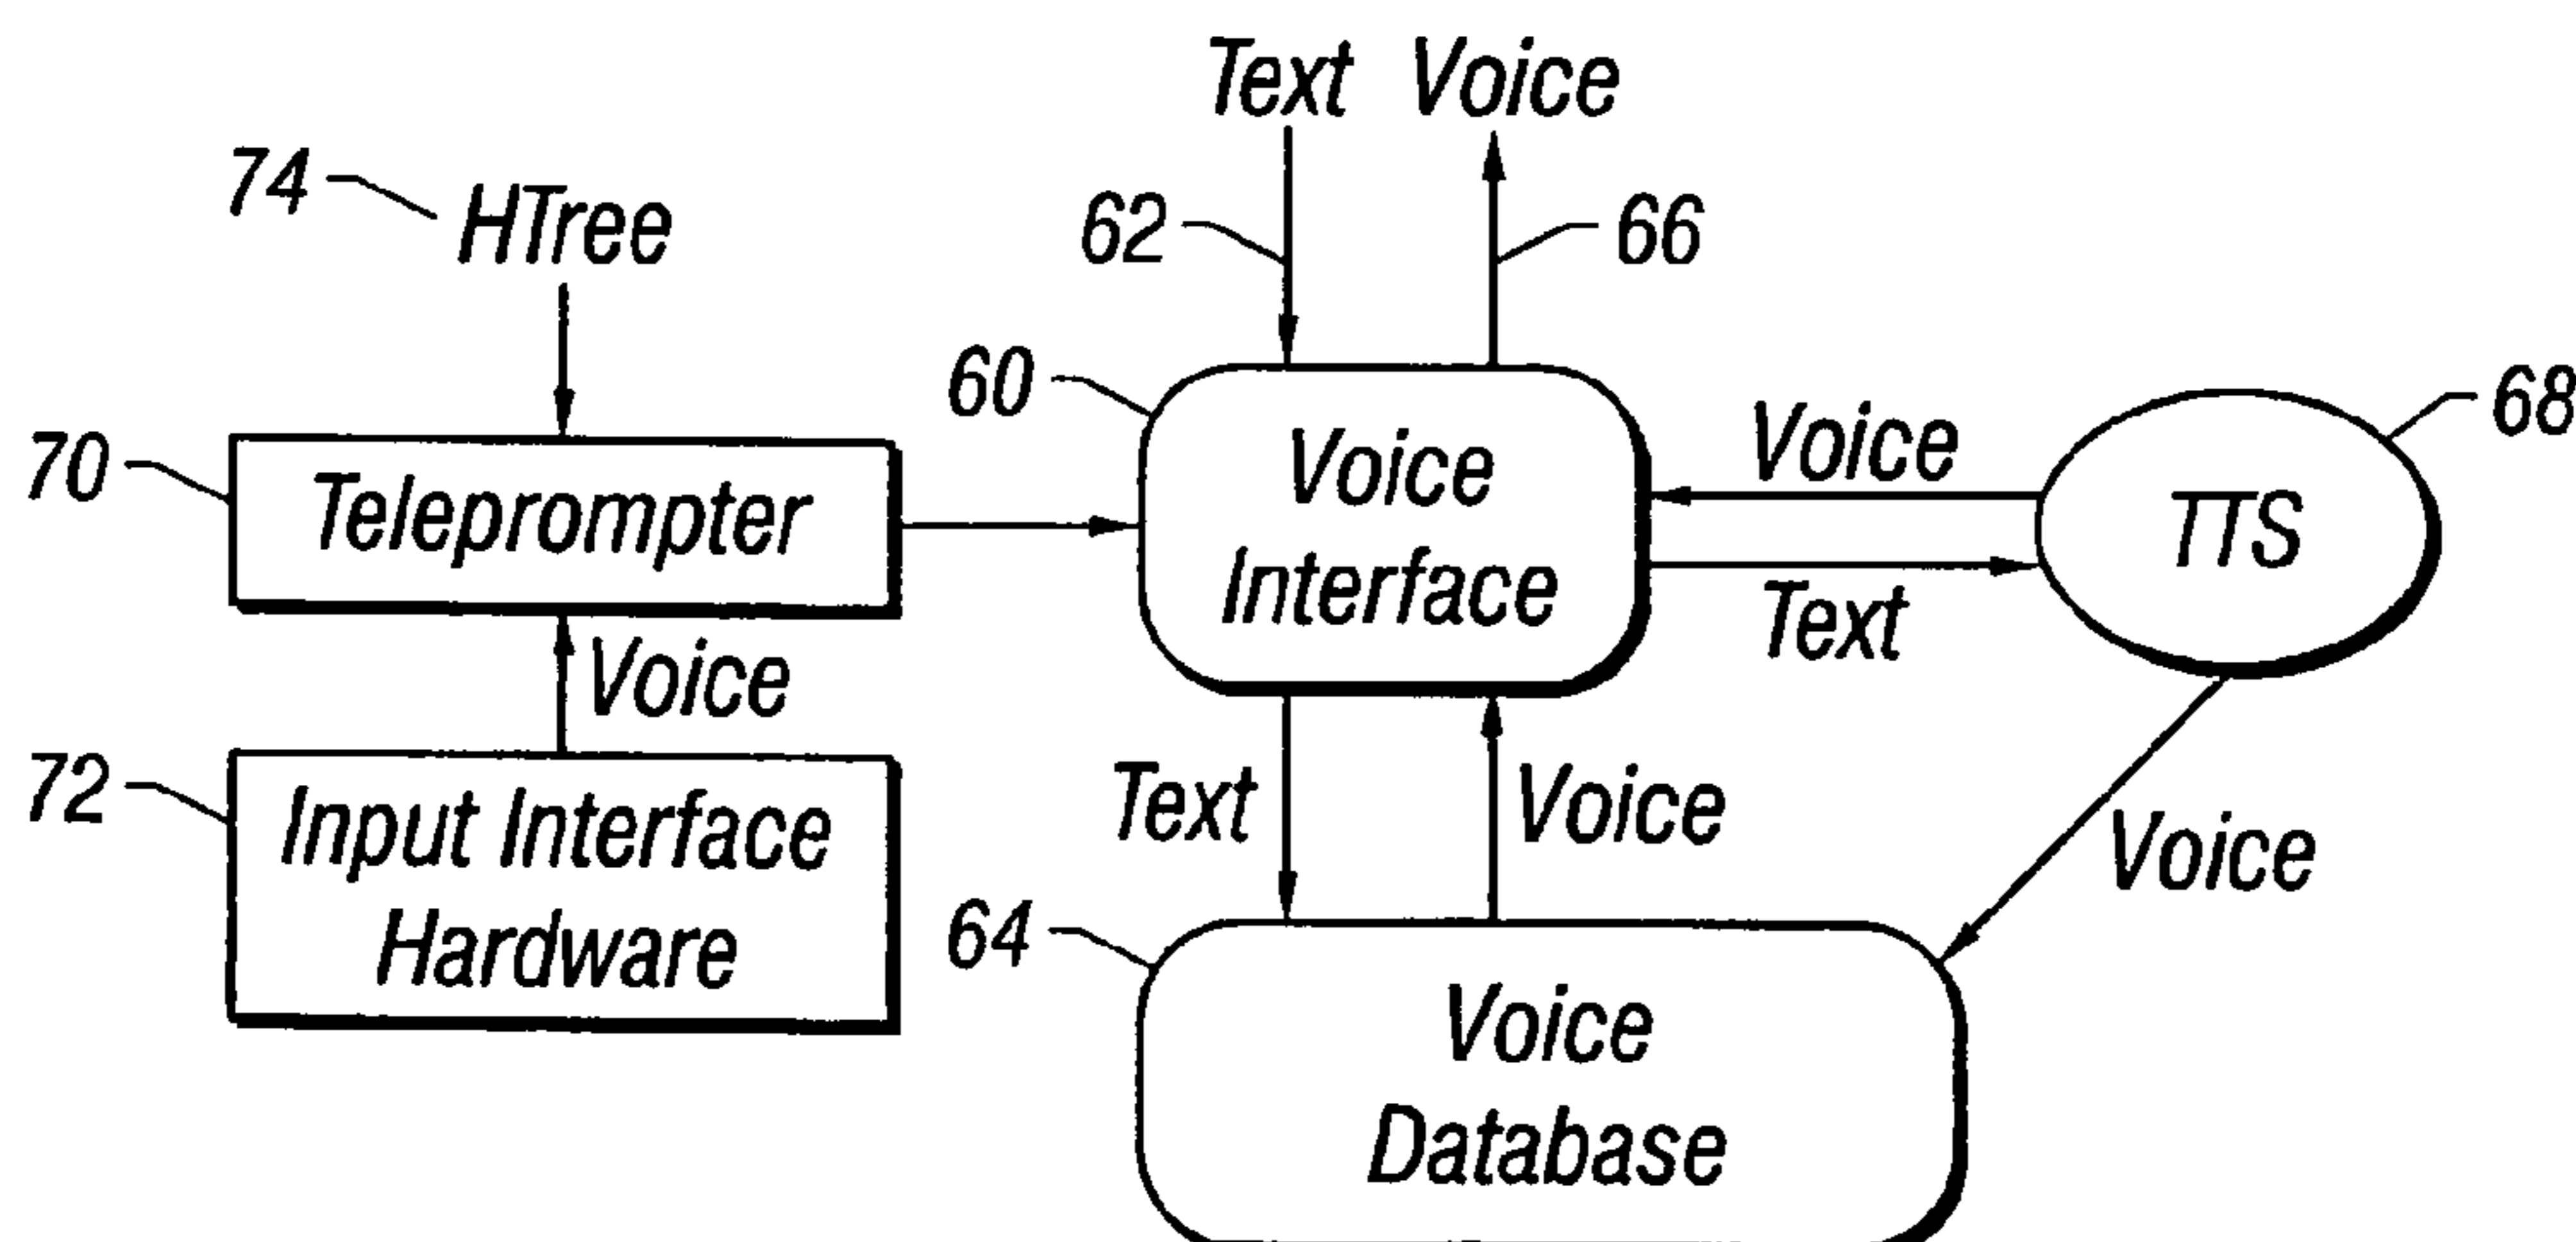 Text Voice
74
HTree
62
66
60
68
70
Teleprompter
Voice
Interface
Voice
TTS
Text
Voice
72
Input Interface
Hardware
Text
Voice
Voice
64
Voice
Database